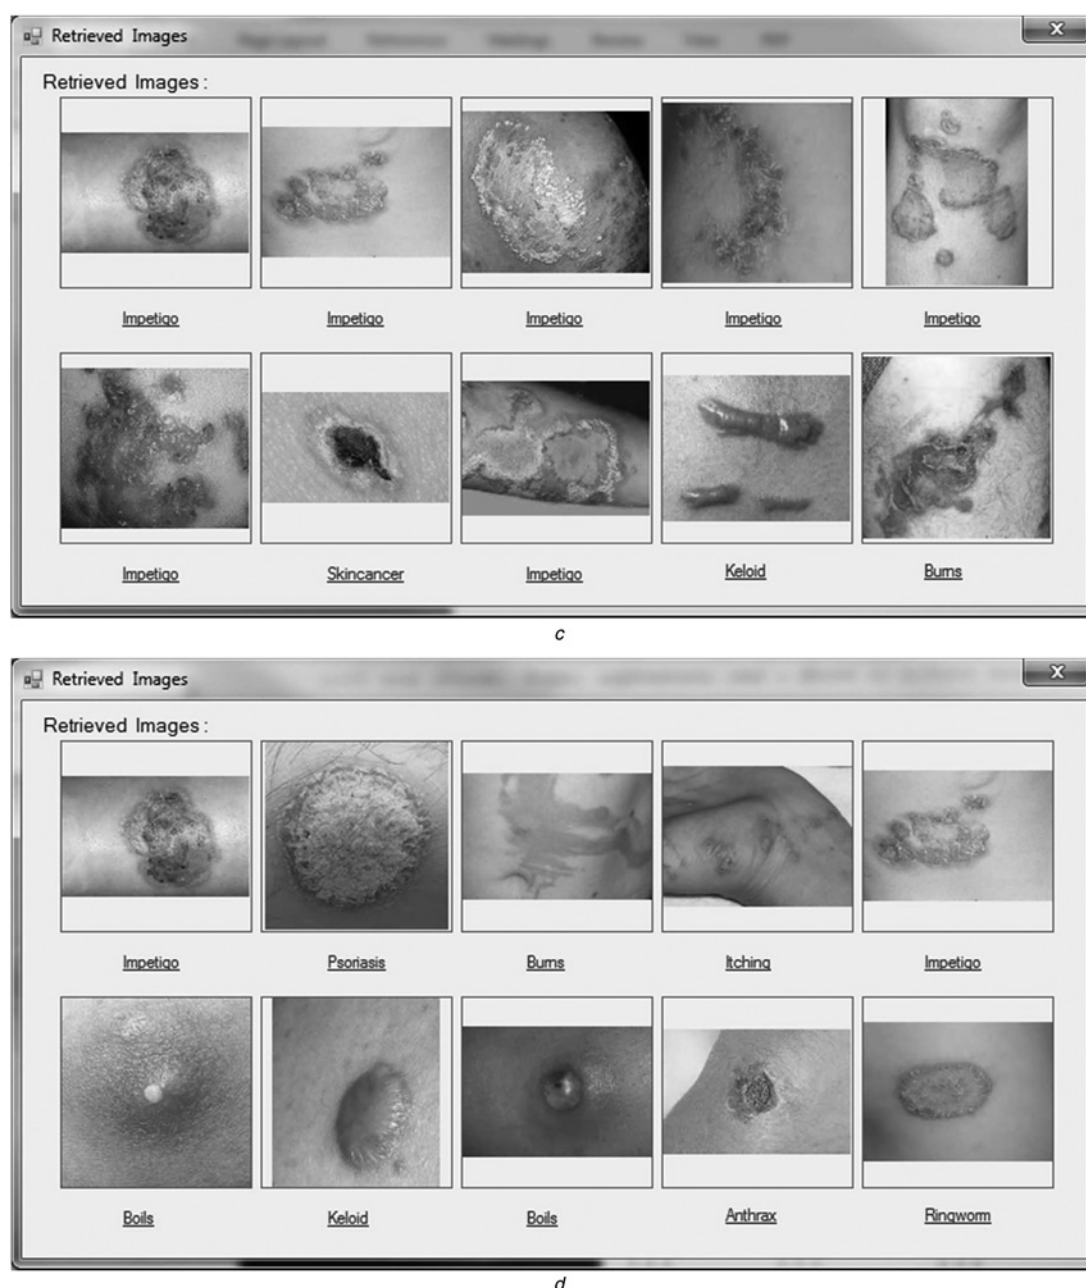 Retrieved Images
x
Retrieved Images :
Impetigo Impetigo Impetigo Impetigo Impetigo
Impetigo Skincancer Impetigo Keloid Burns
c
Retrieved Images
x
Retrieved Images :
Impetigo Psoriasis Burns Itching Impetigo
Boils Keloid Boils Anthrax Ringworm
d